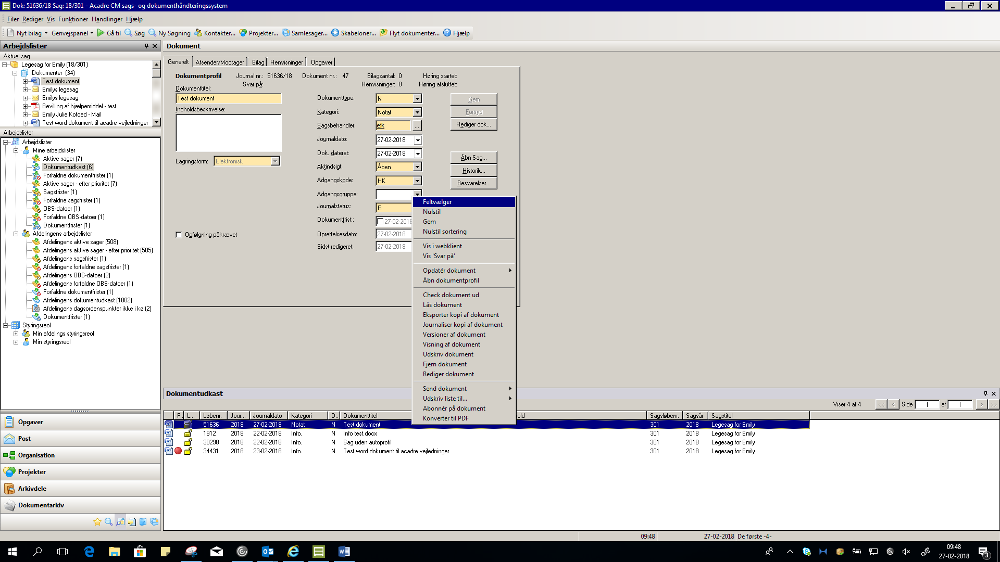 Dok: 51636/18 Sag: 18/301 - Acadre CM sags- og dokumenthåndteringssystem
Filer Rediger Vis Funktioner Handlinger Hjælp
Nyt bilag Genvejspanel Gå til Søg Ny Søgning Kontakter... Projekter... Samlesager... Skabeloner... Flyt dokumenter... Hjælp
Arbejdslister
Aktuel sag
Legesag for Emily (18/301)
Dokumenter (34)
Test dokument
Emilys legesag
Emilys legesag
Bevilling af hjælpemiddel - test
Emily Julie Kofoed - Mail
Test word dokument til acadre vejledninger
Arbejdslister
Arbejdslister
Mine arbejdslister
Aktive sager (7)
Dokumentudkast (6)
Forfaldne dokumentfrister (1)
Aktive sager - efter prioritet (7)
Sagsfrister (1)
Forfaldne sagsfrister (1)
OBS-datoer (1)
Forfaldne OBS-datoer (1)
Dokumentfrister (1)
Afdelingens arbejdslister
Afdelingens aktive sager (508)
Afdelingens aktive sager - efter prioritet (505)
Afdelingens sagsfrister (1)
Afdelingens forfaldne sagsfrister (1)
Afdelingens OBS-datoer (2)
Afdelingens forfaldne OBS-datoer (1)
Forfaldne dokumentfrister (1)
Afdelingens dokumentudkast (1002)
Afdelingens dagsordenspunkter ikke i kø (2)
Dokumentfrister (1)
Styringsreol
Min afdelings styringsreol
Min styringsreol
Opgaver
Post
Organisation
Projekter
Arkivdele
Dokumentarkiv
Dokument
Generelt Afsender/Modtager Bilag Henvisninger Opgaver
Dokumentprofil Journal nr.: 51636/18 Dokument nr.: 47 Bilagsantal: 0 Høring startet:
Svar på: Henvisninger: 0 Høring afsluttet:
Dokumenttitel:
Test dokument
Indholdsbeskrivelse:
Lagringsform: Elektronisk
Opfølgning påkrævet
Dokumenttype: N
Kategori: Notat
Sagsbehandler: ejk ...
Journaldato: 27-02-2018
Dok. dateret: 27-02-2018
Aktindsigt: Åben
Adgangskode: HK
Adgangsgruppe:
Journalstatus: R
Dokumentfrist:: 27-02-2018
Oprettelsesdato: 27-02-2018
Sidst redigeret: 27-02-2018
Gem
Fortryd
Rediger dok...
Åbn Sag...
Historik...
Besvarelser...
Feltvælger
Nulstil
Gem
Nulstil sortering
Vis i webklient
Vis 'Svar på'
Opdatér dokument
Åbn dokumentprofil
Check dokument ud
Lås dokument
Eksporter kopi af dokument
Journaliser kopi af dokument
Versioner af dokument
Visning af dokument
Udskriv dokument
Fjern dokument
Rediger dokument
Send dokument
Udskriv liste til...
Abonnér på dokument
Konverter til PDF
Dokumentudkast
Viser 4 af 4 << < Side 1 af 1 > >>
F.. L... Løbenr. Jour... Journaldato Kategori D.. Dokumenttitel hold Sagsløbenr. Sagsår Sagstitel
51636 2018 27-02-2018 Notat N Test dokument 301 2018 Legesag for Emily
1912 2018 22-02-2018 Info. N Info test.docx 301 2018 Legesag for Emily
30298 2018 22-02-2018 Info. N Sag uden autoprofil 301 2018 Legesag for Emily
34431 2018 23-02-2018 Info. N Test word dokument til acadre vejledninger 301 2018 Legesag for Emily
09:48 27-02-2018 De første -4-
09:48
27-02-2018
3